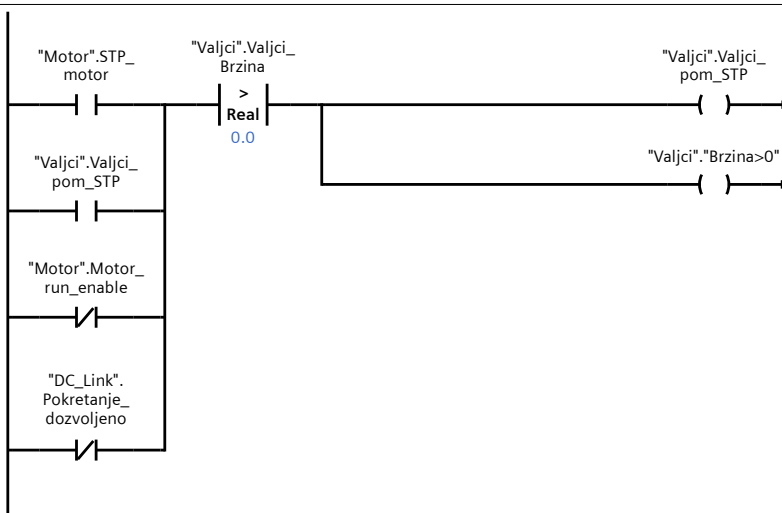 "Motor".STP_
motor
"Valjci".Valjci_
Brzina
>
Real
0.0
"Valjci".Valjci_
pom_STP
"Valjci".Valjci_
pom_STP
"Valjci"."Brzina>0"
"Motor".Motor_
run_enable
"DC_Link".
Pokretanje_
dozvoljeno